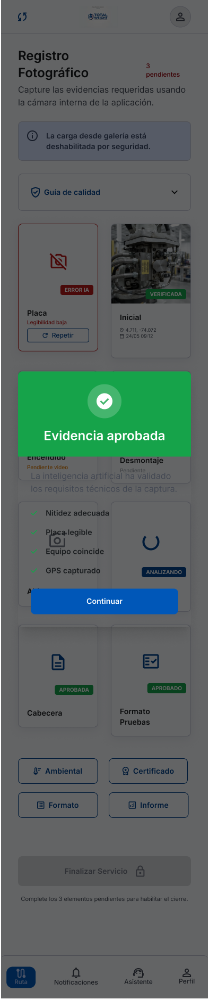 TOTAL
WEIGHT
Registro
Fotográfico
3
pendientes
Capture las evidencias requeridas usando
la cámara interna de la aplicación.
La carga desde galería está
deshabilitada por seguridad.
Guía de calidad
ERROR IA
Placa
Legibilidad baja
Repetir
VERIFICADA
Inicial
4.711, -74.072
24/05 09:12
Evidencia aprobada
Encendido
Pendiente video
Desmontaje
Pendiente
La inteligencia artificial ha validado
los requisitos técnicos de la captura.
Nitidez adecuada
Placa legible
Equipo coincide
GPS capturado
ANALIZANDO
Continuar
APROBADA
Cabecera
APROBADO
Formato
Pruebas
Ambiental
Certificado
Formato
Informe
Finalizar Servicio
Complete los 3 elementos pendientes para habilitar el cierre.
Ruta
Notificaciones
Asistente
Perfil